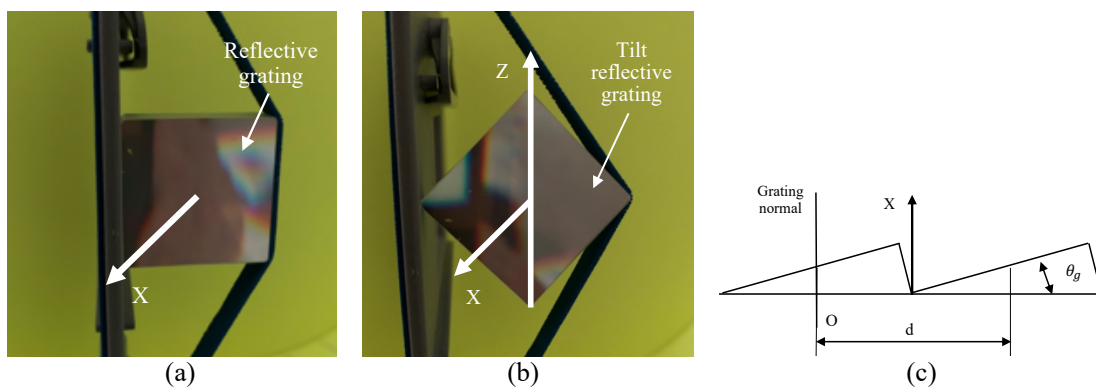 Reflective
grating
X
(a)
Z
Tilt
reflective
grating
X
(b)
Grating
normal
X
θg
O
d
(c)